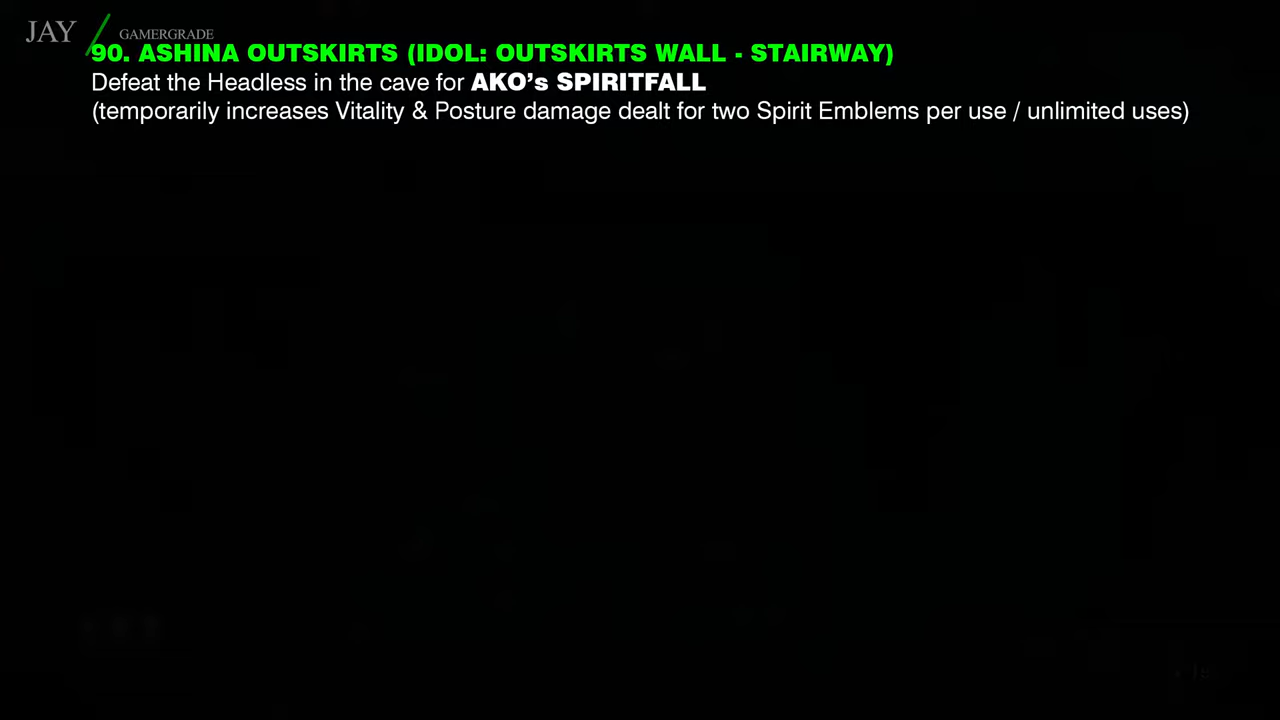 JAY / GAMERGRADE
90. ASHINA OUTSKIRTS (IDOL: OUTSKIRTS WALL - STAIRWAY)
Defeat the Headless in the cave for AKO's SPIRITFALL
(temporarily increases Vitality & Posture damage dealt for two Spirit Emblems per use / unlimited uses)